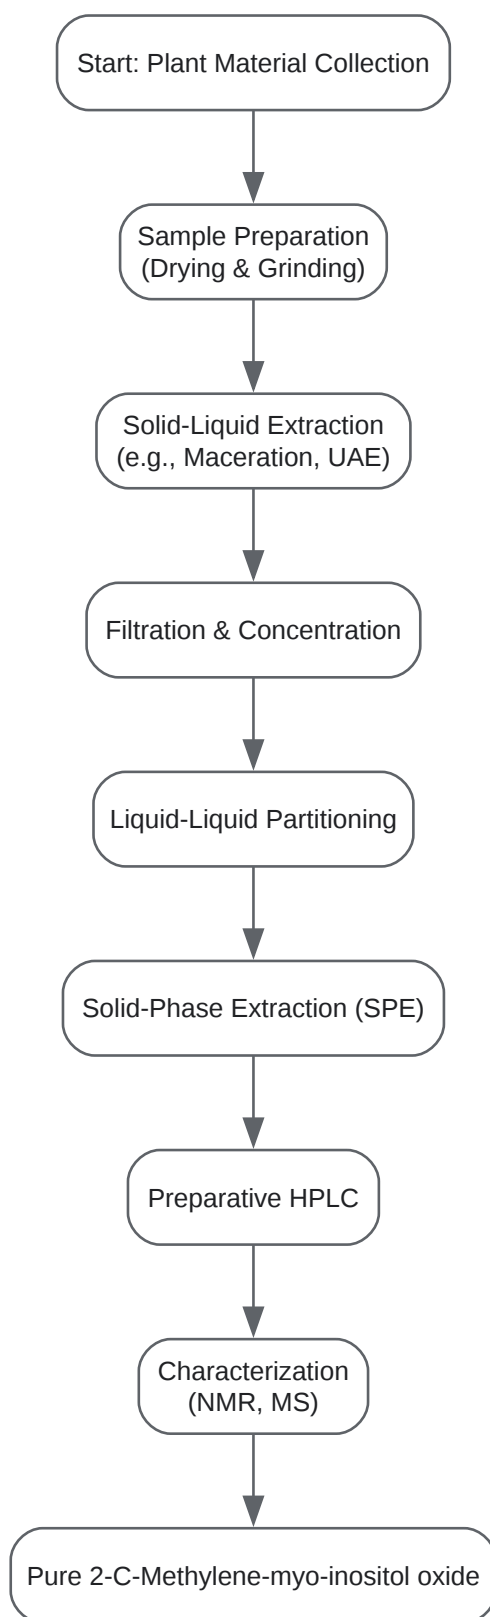 Start: Plant Material Collection
Sample Preparation
(Drying & Grinding)
Solid-Liquid Extraction
(e.g., Maceration, UAE)
Filtration & Concentration
Liquid-Liquid Partitioning
Solid-Phase Extraction (SPE)
Preparative HPLC
Characterization
(NMR, MS)
Pure 2-C-Methylene-myo-inositol oxide